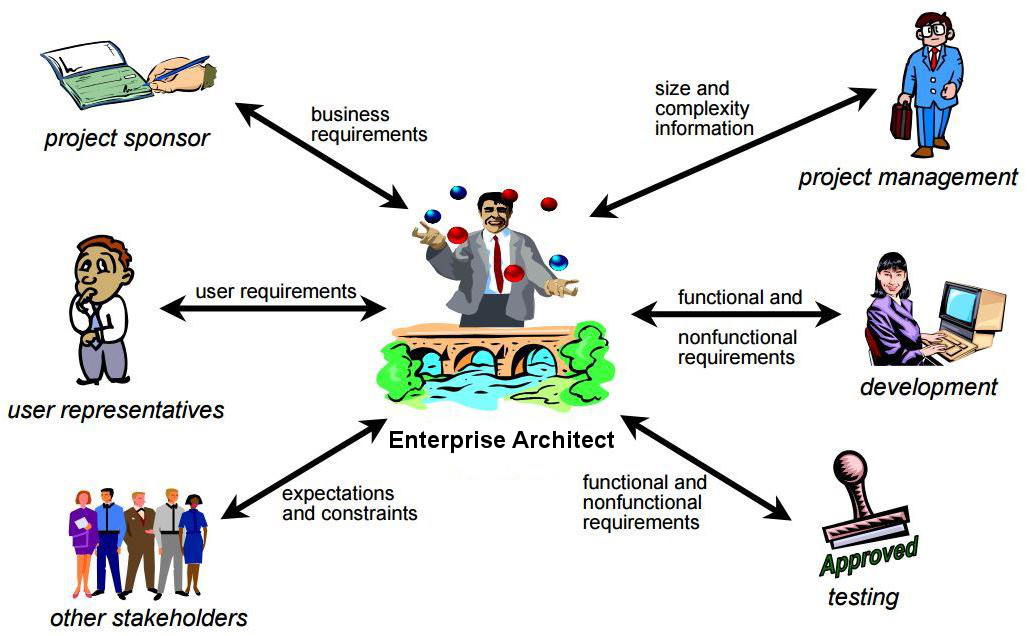 project sponsor
business
requirements
size and
complexity
information
project management
user requirements
user representatives
functional and
nonfunctional
requirements
development
Enterprise Architect
expectations
and constraints
other stakeholders
functional and
nonfunctional
requirements
Approved
testing